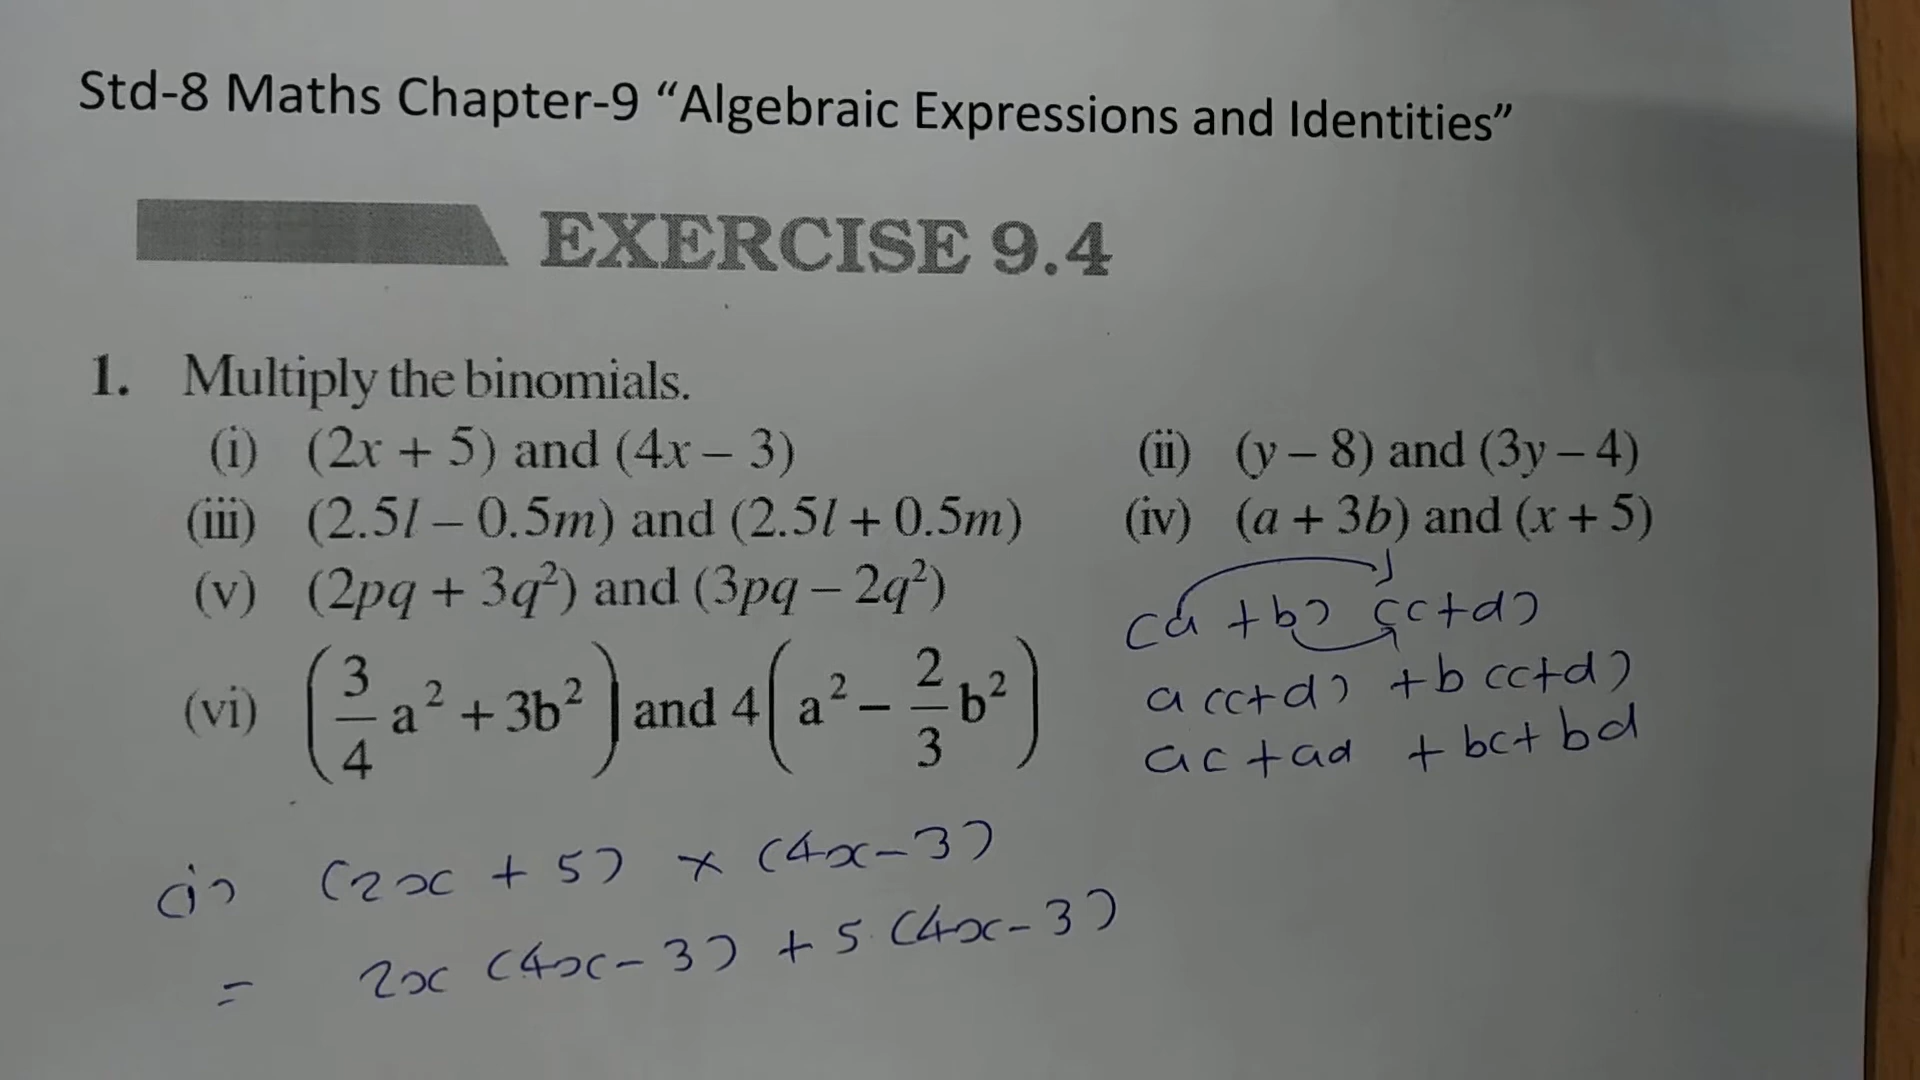 Std-8 Maths Chapter-9 “Algebraic Expressions and Identities”
EXERCISE 9.4
1. Multiply the binomials.
(i) (2x + 5) and (4x – 3) (ii) (y – 8) and (3y – 4)
(iii) (2.5l – 0.5m) and (2.5l + 0.5m) (iv) (a + 3b) and (x + 5)
(v) (2pq + 3q²) and (3pq – 2q²)
(a + b) (c+d)
(vi) (3/4 a² + 3b²) and 4(a² – 2/3 b²)
a (c+d) + b (c+d)
ac + ad + bc + bd
(i) (2x + 5) × (4x – 3)
= 2x (4x – 3) + 5 (4x – 3)